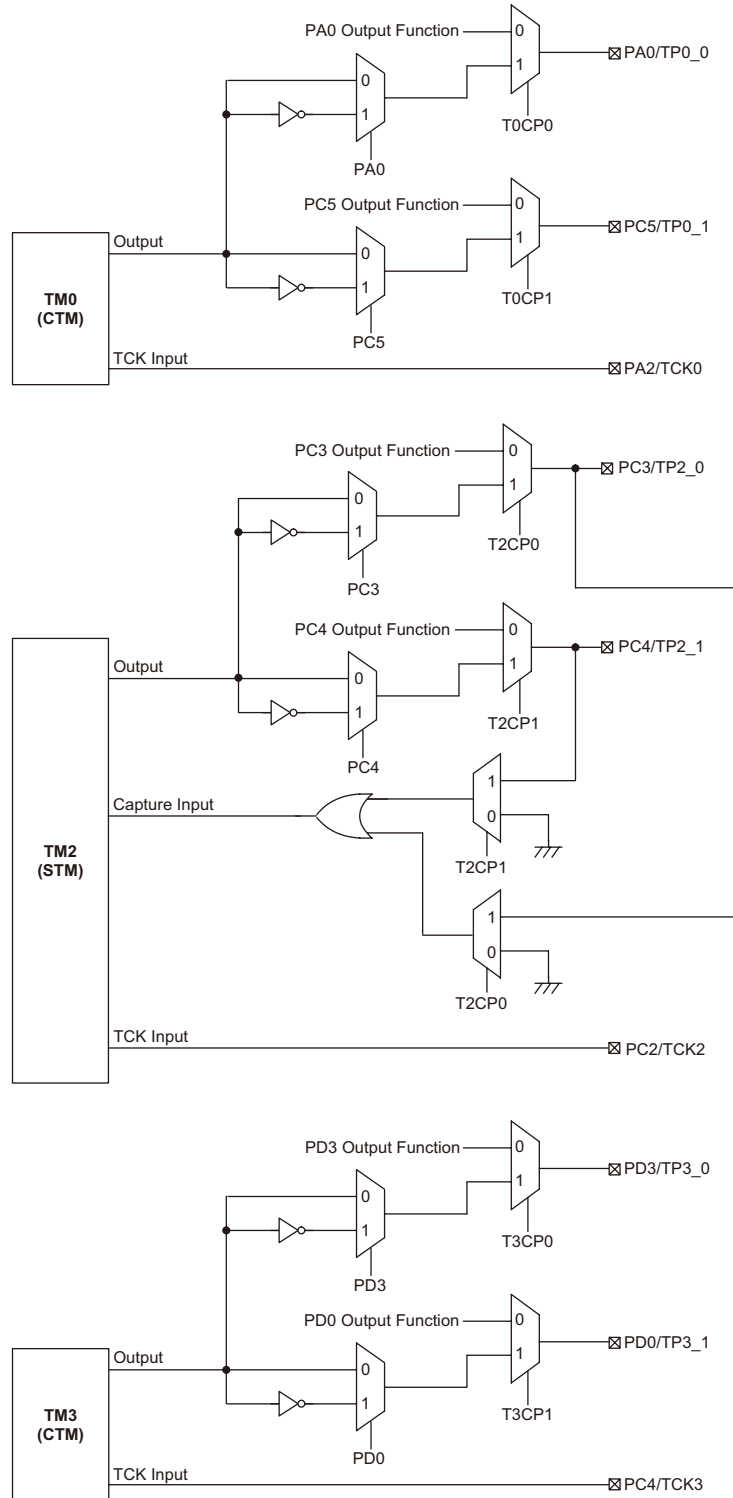 PA0 Output Function
0
1
PA0/TP0_0
T0CP0
0
1
PA0
PC5 Output Function
0
1
PC5/TP0_1
T0CP1
Output
0
1
PC5
TM0
(CTM)
TCK Input
PA2/TCK0
PC3 Output Function
0
1
PC3/TP2_0
T2CP0
0
1
PC3
PC4 Output Function
0
1
PC4/TP2_1
T2CP1
Output
0
1
PC4
Capture Input
1
0
T2CP1
TM2
(STM)
1
0
T2CP0
TCK Input
PC2/TCK2
PD3 Output Function
0
1
PD3/TP3_0
T3CP0
0
1
PD3
PD0 Output Function
0
1
PD0/TP3_1
T3CP1
Output
0
1
PD0
TM3
(CTM)
TCK Input
PC4/TCK3